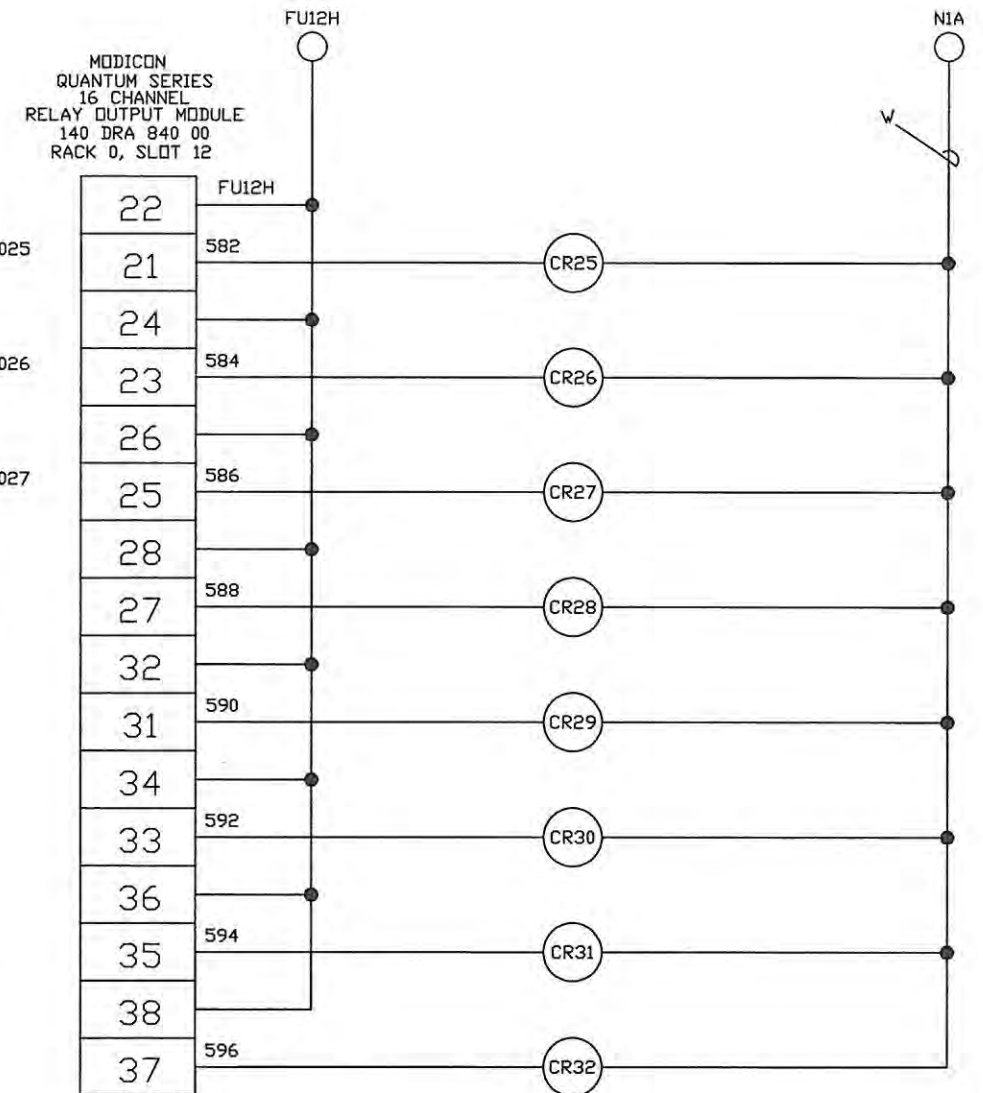 FU12H
N1A
MODICON
QUANTUM SERIES
16 CHANNEL
RELAY OUTPUT MODULE
140 DRA 840 00
RACK 0, SLOT 12
W
FU12H
22
025
582
21
CR25
24
026
584
23
CR26
26
027
586
25
CR27
28
588
27
CR28
32
590
31
CR29
34
592
33
CR30
36
594
35
CR31
38
596
37
CR32